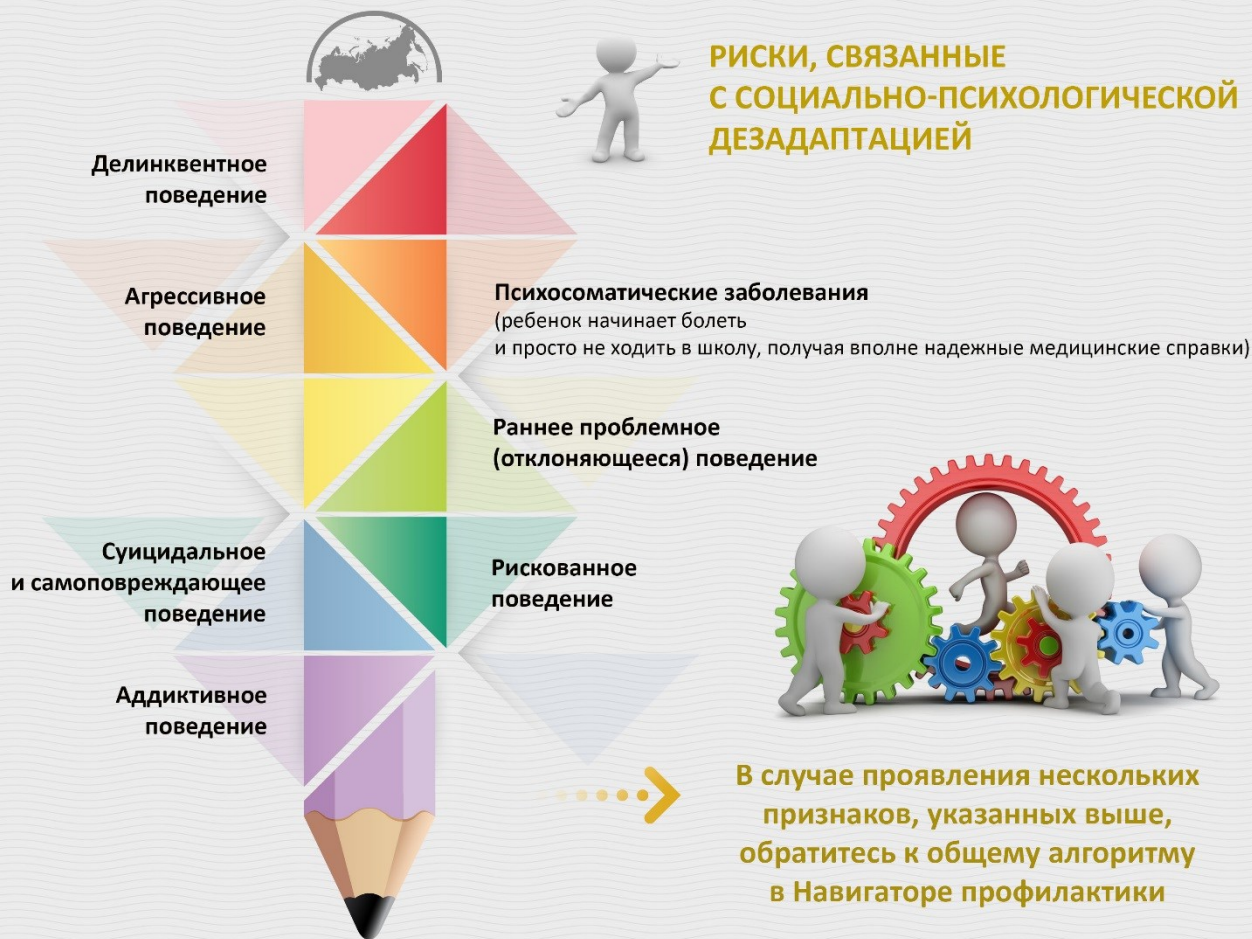 РИСКИ, СВЯЗАННЫЕ
С СОЦИАЛЬНО-ПСИХОЛОГИЧЕСКОЙ
ДЕЗАДАПТАЦИЕЙ
Делинквентное
поведение
Агрессивное
поведение
Психосоматические заболевания
(ребенок начинает болеть
и просто не ходить в школу, получая вполне надежные медицинские справки)
Раннее проблемное
(отклоняющееся) поведение
Суицидальное
и самоповреждающее
поведение
Рискованное
поведение
Аддиктивное
поведение
В случае проявления нескольких
признаков, указанных выше,
обратитесь к общему алгоритму
в Навигаторе профилактики